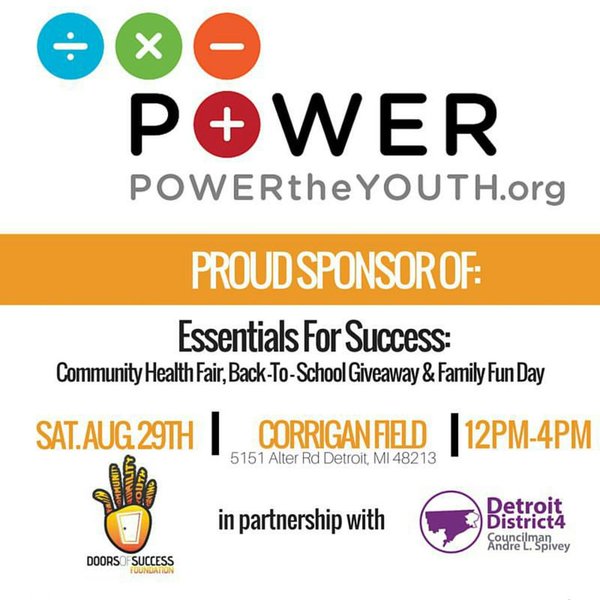 POWER
POWERtheYOUTH.org
PROUD SPONSOR OF:
Essentials For Success:
Community Health Fair, Back-To-School Giveaway & Family Fun Day
SAT. AUG. 29TH | CORRIGAN FIELD | 12PM-4PM
5151 Alter Rd Detroit, MI 48213
DOORS OF SUCCESS
FOUNDATION
in partnership with
Detroit
District4
Councilman
Andre L. Spivey